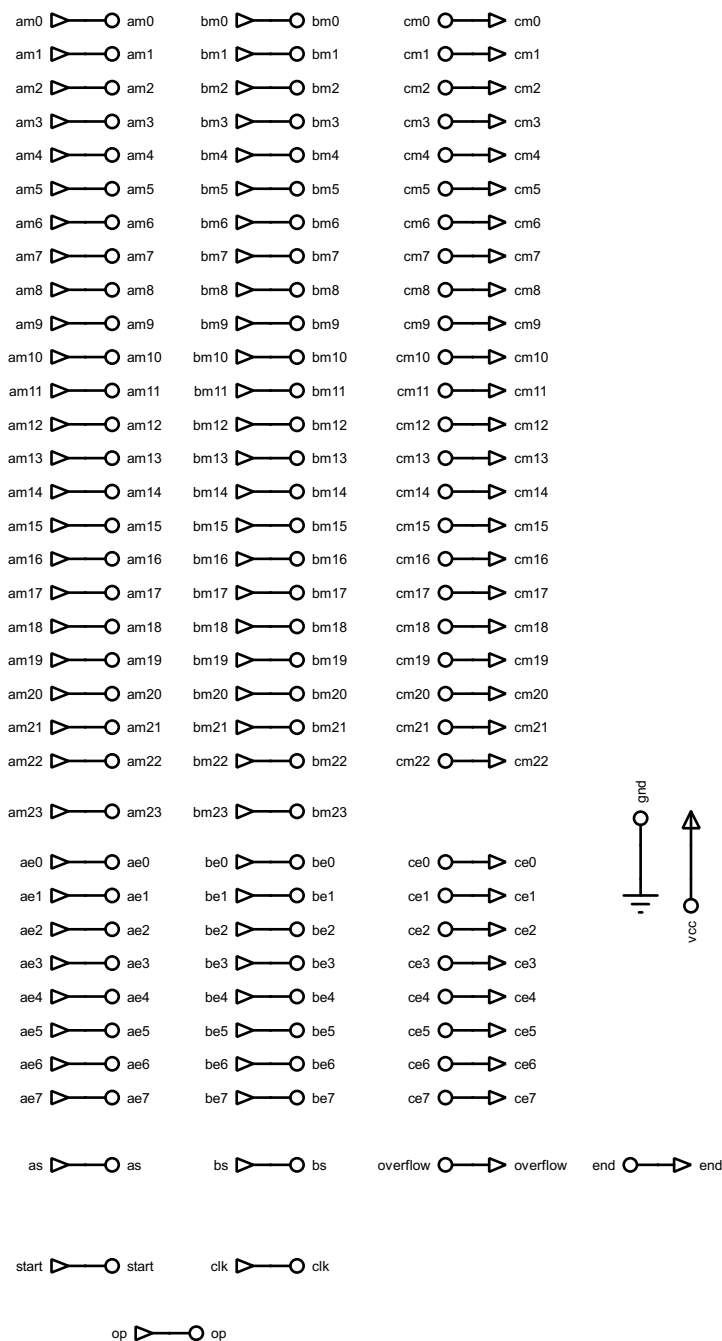 am0 am0 bm0 bm0 cm0 cm0
am1 am1 bm1 bm1 cm1 cm1
am2 am2 bm2 bm2 cm2 cm2
am3 am3 bm3 bm3 cm3 cm3
am4 am4 bm4 bm4 cm4 cm4
am5 am5 bm5 bm5 cm5 cm5
am6 am6 bm6 bm6 cm6 cm6
am7 am7 bm7 bm7 cm7 cm7
am8 am8 bm8 bm8 cm8 cm8
am9 am9 bm9 bm9 cm9 cm9
am10 am10 bm10 bm10 cm10 cm10
am11 am11 bm11 bm11 cm11 cm11
am12 am12 bm12 bm12 cm12 cm12
am13 am13 bm13 bm13 cm13 cm13
am14 am14 bm14 bm14 cm14 cm14
am15 am15 bm15 bm15 cm15 cm15
am16 am16 bm16 bm16 cm16 cm16
am17 am17 bm17 bm17 cm17 cm17
am18 am18 bm18 bm18 cm18 cm18
am19 am19 bm19 bm19 cm19 cm19
am20 am20 bm20 bm20 cm20 cm20
am21 am21 bm21 bm21 cm21 cm21
am22 am22 bm22 bm22 cm22 cm22
gnd
am23 am23 bm23 bm23
ae0 ae0 be0 be0 ce0 ce0
ae1 ae1 be1 be1 ce1 ce1
ae2 ae2 be2 be2 ce2 ce2
vcc
ae3 ae3 be3 be3 ce3 ce3
ae4 ae4 be4 be4 ce4 ce4
ae5 ae5 be5 be5 ce5 ce5
ae6 ae6 be6 be6 ce6 ce6
ae7 ae7 be7 be7 ce7 ce7
as as bs bs overflow overflow end end
start start clk clk
op op